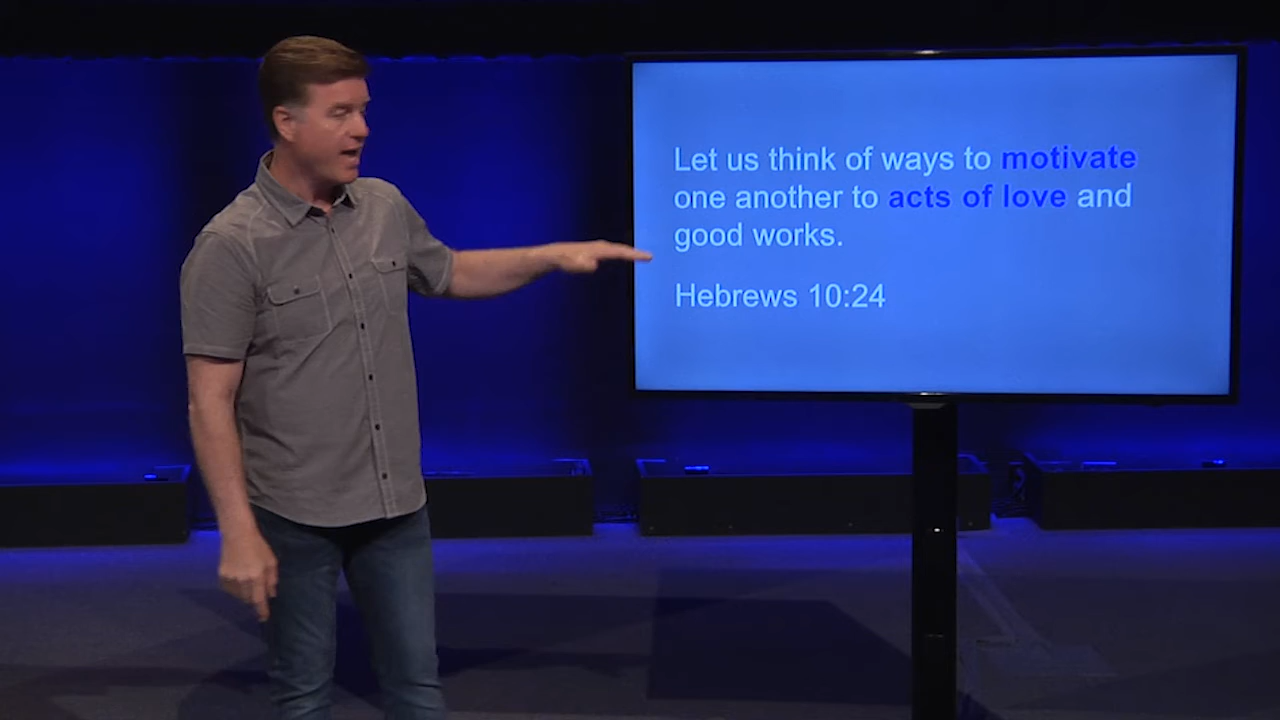 Let us think of ways to motivate
one another to acts of love and
good works.
Hebrews 10:24